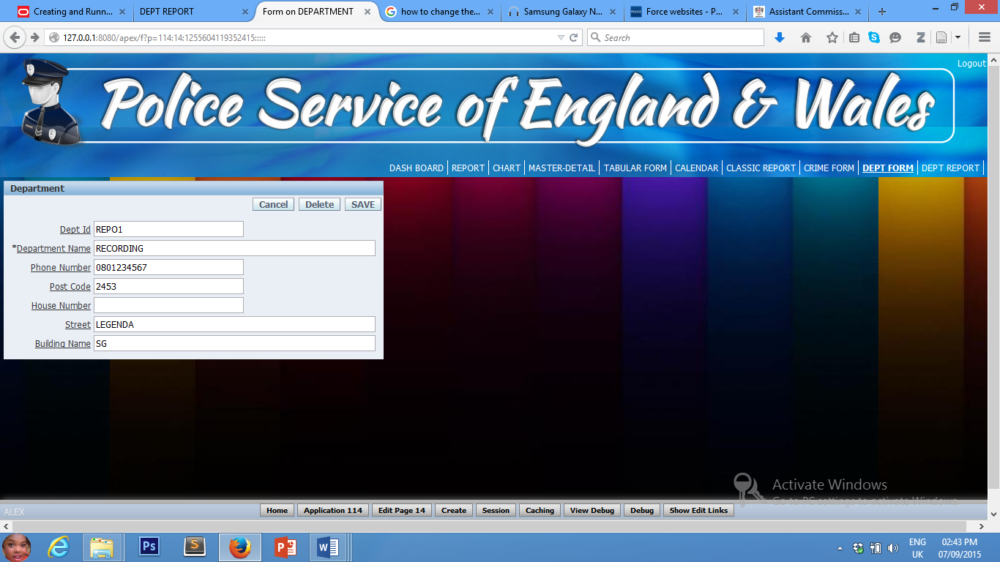 Creating and Runn... DEPT REPORT Form on DEPARTMENT how to change the... Samsung Galaxy N... Force websites - P... Assistant Commiss...
127.0.0.1:8080/apex/f?p=114:14:1255604119352415::::: Search
Logout
Police Service of England & Wales
DASH BOARD REPORT CHART MASTER-DETAIL TABULAR FORM CALENDAR CLASSIC REPORT CRIME FORM DEPT FORM DEPT REPORT
Department
Cancel Delete SAVE
Dept Id REPO1
*Department Name RECORDING
Phone Number 0801234567
Post Code 2453
House Number
Street LEGENDA
Building Name SG
Activate Windows
Go to PC settings to activate Windows.
ALEX Home Application 114 Edit Page 14 Create Session Caching View Debug Debug Show Edit Links
ENG 02:43 PM
UK 07/09/2015